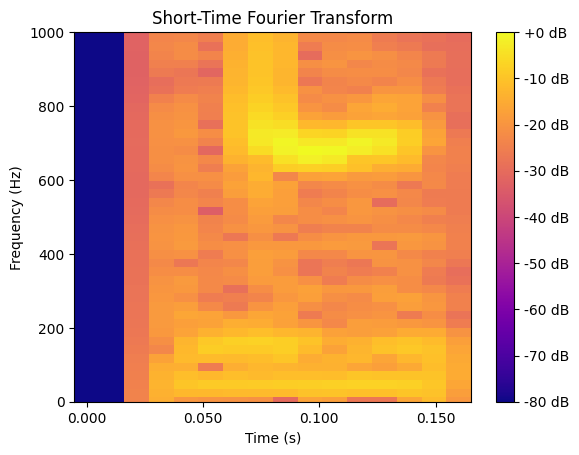 Short-Time Fourier Transform
1000
800
600
400
200
0
Frequency (Hz)
0.000
0.050
0.100
0.150
Time (s)
+0 dB
-10 dB
-20 dB
-30 dB
-40 dB
-50 dB
-60 dB
-70 dB
-80 dB